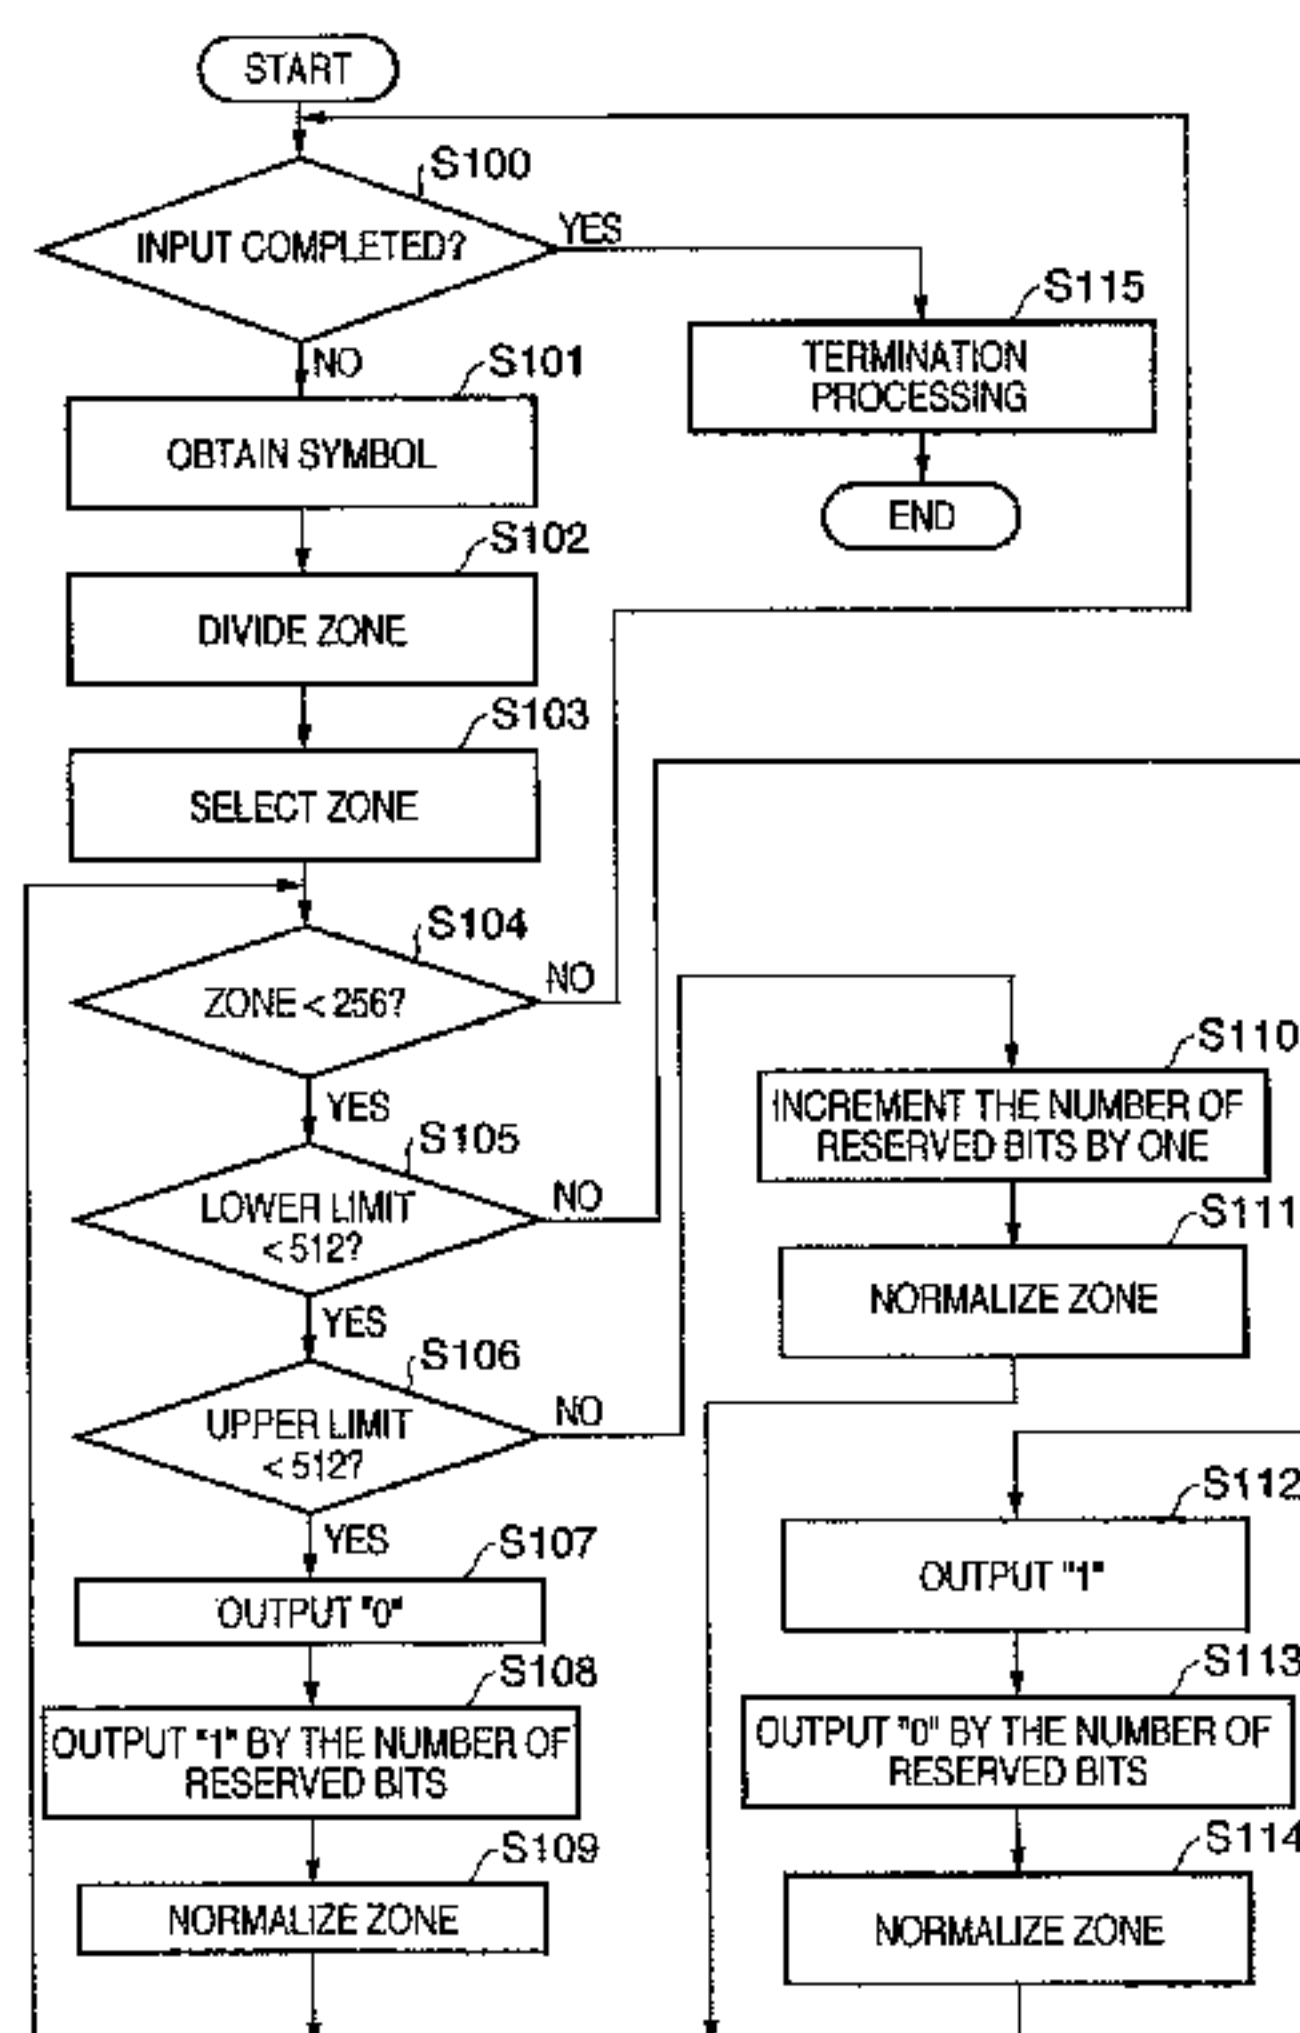 START
S100
INPUT COMPLETED?
YES
S115
TERMINATION
PROCESSING
END
NO
S101
OBTAIN SYMBOL
S102
DIVIDE ZONE
S103
SELECT ZONE
S104
ZONE < 256?
NO
YES
S105
LOWER LIMIT
< 512?
NO
YES
S106
UPPER LIMIT
< 512?
NO
YES
S107
OUTPUT "0"
S108
OUTPUT "1" BY THE NUMBER OF
RESERVED BITS
S109
NORMALIZE ZONE
S110
INCREMENT THE NUMBER OF
RESERVED BITS BY ONE
S111
NORMALIZE ZONE
S112
OUTPUT "1"
S113
OUTPUT "0" BY THE NUMBER OF
RESERVED BITS
S114
NORMALIZE ZONE